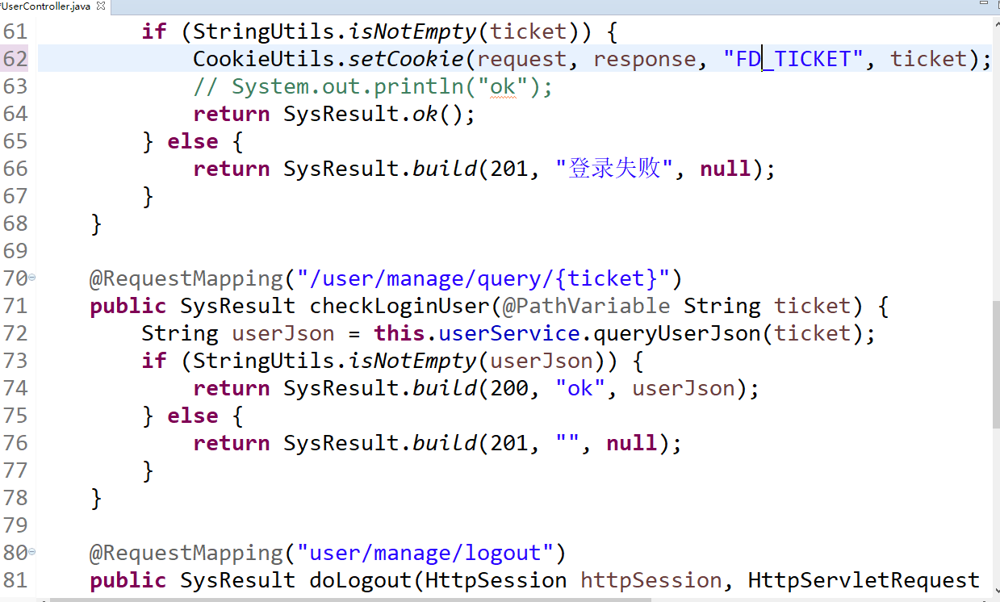 *UserController.java
61 if (StringUtils.isNotEmpty(ticket)) {
62 CookieUtils.setCookie(request, response, "FD_TICKET", ticket);
63 // System.out.println("ok");
64 return SysResult.ok();
65 } else {
66 return SysResult.build(201, "登录失败", null);
67 }
68 }
69
70 @RequestMapping("/user/manage/query/{ticket}")
71 public SysResult checkLoginUser(@PathVariable String ticket) {
72 String userJson = this.userService.queryUserJson(ticket);
73 if (StringUtils.isNotEmpty(userJson)) {
74 return SysResult.build(200, "ok", userJson);
75 } else {
76 return SysResult.build(201, "", null);
77 }
78 }
79
80 @RequestMapping("user/manage/logout")
81 public SysResult doLogout(HttpSession httpSession, HttpServletRequest